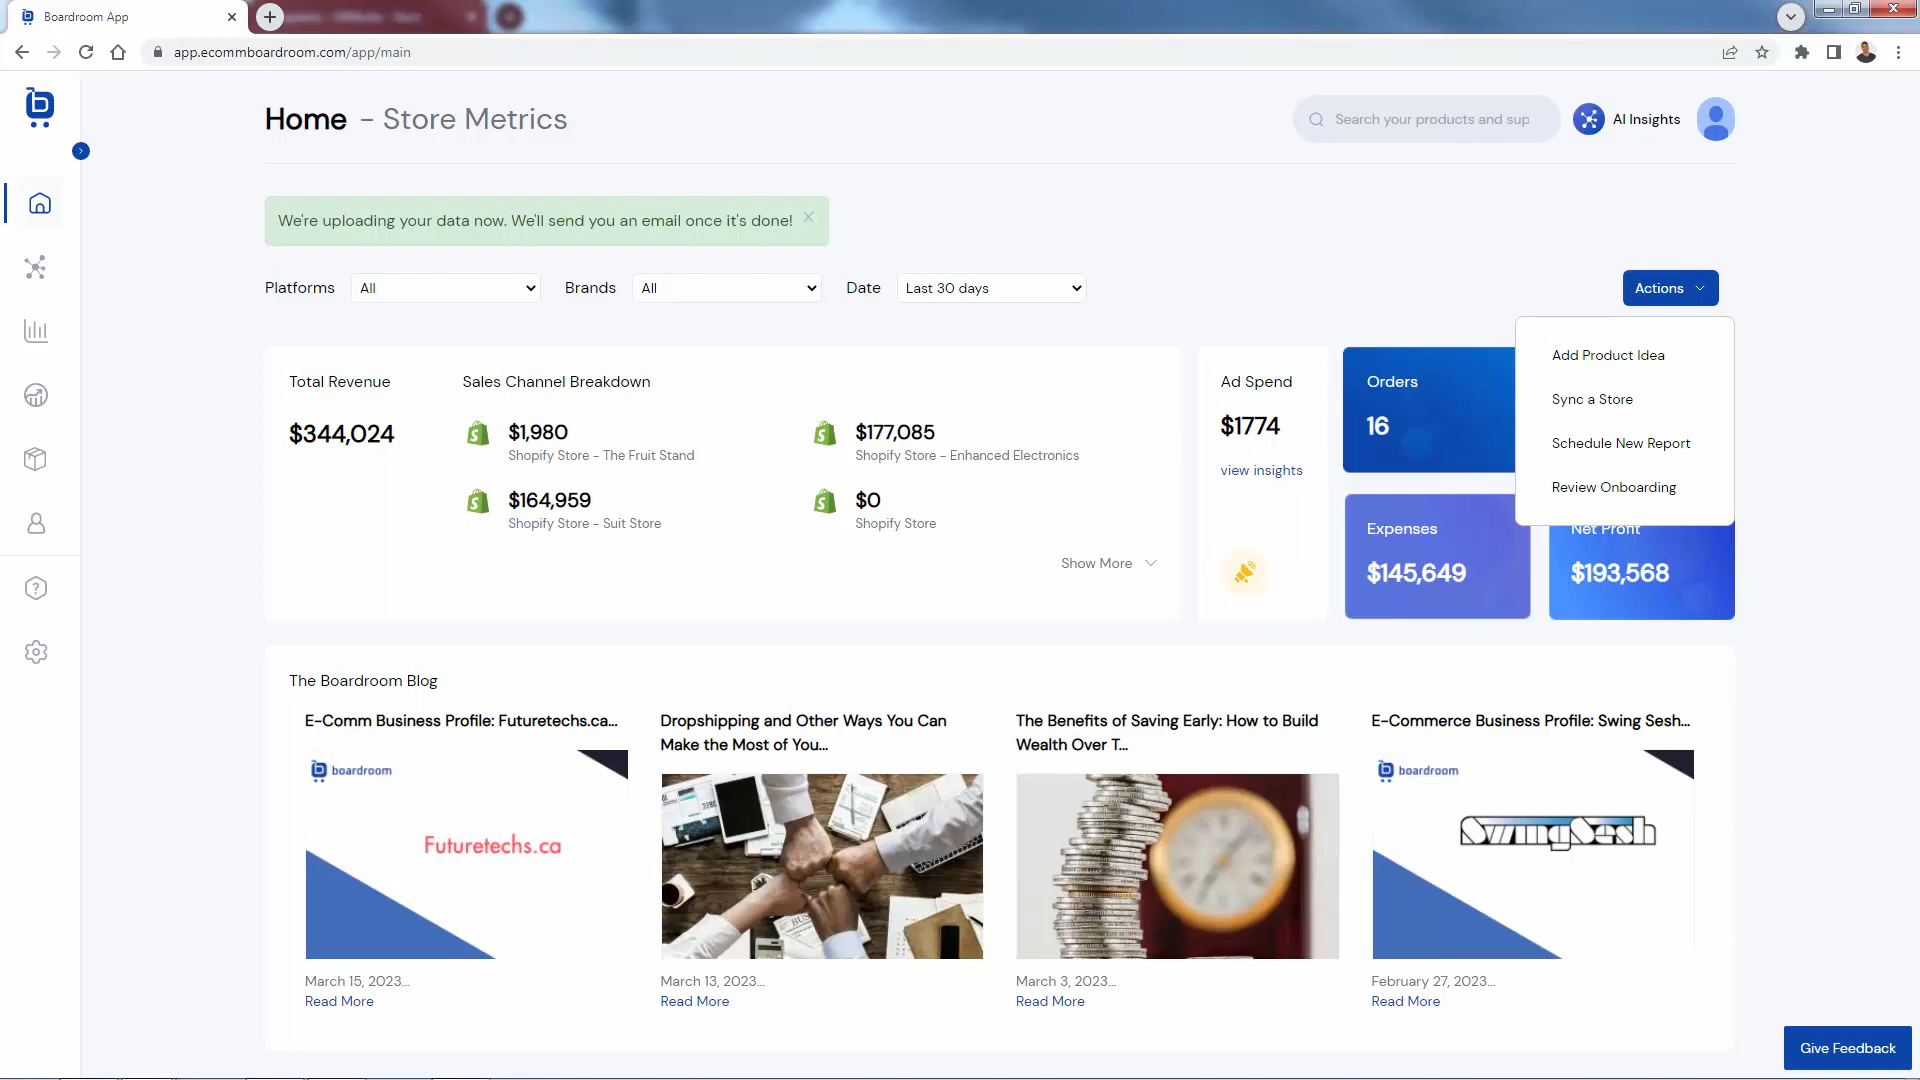 Boardroom App
app.ecommboardroom.com/app/main
Home - Store Metrics
Search your products and sup
AI Insights
We're uploading your data now. We'll send you an email once it's done!
Platforms
All
Brands
All
Date
Last 30 days
Actions
Add Product Idea
Sync a Store
Schedule New Report
Review Onboarding
Total Revenue
$344,024
Sales Channel Breakdown
$1,980
Shopify Store - The Fruit Stand
$177,085
Shopify Store - Enhanced Electronics
$164,959
Shopify Store - Suit Store
$0
Shopify Store
Show More
Ad Spend
$1774
view insights
Orders
16
Expenses
$145,649
Net Profit
$193,568
The Boardroom Blog
E-Comm Business Profile: Futuretechs.ca...
boardroom
Futuretechs.ca
March 15, 2023...
Read More
Dropshipping and Other Ways You Can
Make the Most of You...
March 13, 2023...
Read More
The Benefits of Saving Early: How to Build
Wealth Over T...
March 3, 2023...
Read More
E-Commerce Business Profile: Swing Sesh...
boardroom
SwingSesh
February 27, 2023...
Read More
Give Feedback